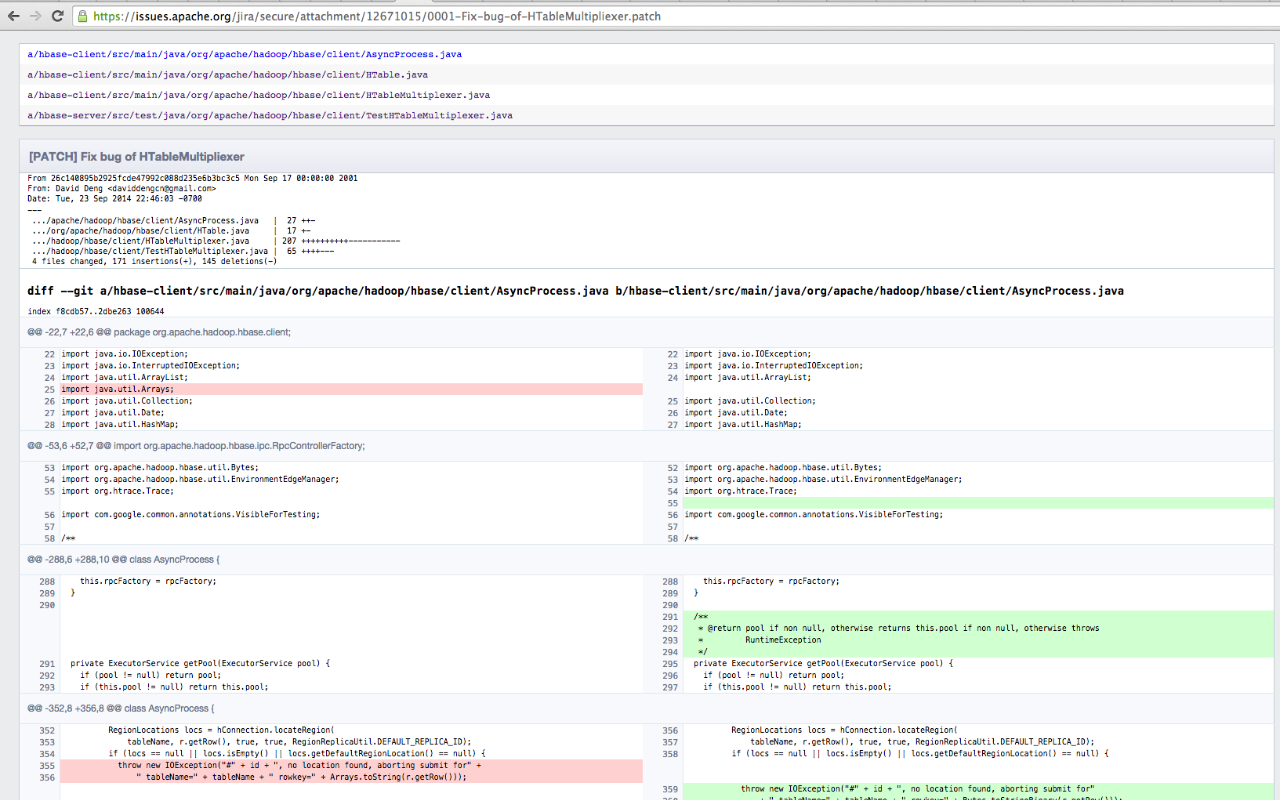 https://issues.apache.org/jira/secure/attachment/12671015/0001-Fix-bug-of-HTableMultipliexer.patch
a/hbase-client/src/main/java/org/apache/hadoop/hbase/client/AsyncProcess.java
a/hbase-client/src/main/java/org/apache/hadoop/hbase/client/HTable.java
a/hbase-client/src/main/java/org/apache/hadoop/hbase/client/HTableMultiplexer.java
a/hbase-server/src/test/java/org/apache/hadoop/hbase/client/TestHTableMultiplexer.java
[PATCH] Fix bug of HTableMultipliexer
From 26c140895b2925fcde47992c088d235e6b3bc3c5 Mon Sep 17 00:00:00 2001
From: David Deng <daviddengcn@gmail.com>
Date: Tue, 23 Sep 2014 22:46:03 -0700
---
.../apache/hadoop/hbase/client/AsyncProcess.java | 27 ++-
.../org/apache/hadoop/hbase/client/HTable.java | 17 +-
.../hadoop/hbase/client/HTableMultiplexer.java | 207 ++++++++++-----------
.../hadoop/hbase/client/TestHTableMultiplexer.java | 65 ++++---
4 files changed, 171 insertions(+), 145 deletions(-)
diff --git a/hbase-client/src/main/java/org/apache/hadoop/hbase/client/AsyncProcess.java b/hbase-client/src/main/java/org/apache/hadoop/hbase/client/AsyncProcess.java
index f8cdb57..2dbe263 100644
@@ -22,7 +22,6 @@ package org.apache.hadoop.hbase.client;
22 import java.io.IOException; 22 import java.io.IOException;
23 import java.io.InterruptedIOException; 23 import java.io.InterruptedIOException;
24 import java.util.ArrayList; 24 import java.util.ArrayList;
25 import java.util.Arrays;
26 import java.util.Collection; 25 import java.util.Collection;
27 import java.util.Date; 26 import java.util.Date;
28 import java.util.HashMap; 27 import java.util.HashMap;
@@ -53,6 +52,7 @@ import org.apache.hadoop.hbase.ipc.RpcControllerFactory;
53 import org.apache.hadoop.hbase.util.Bytes; 52 import org.apache.hadoop.hbase.util.Bytes;
54 import org.apache.hadoop.hbase.util.EnvironmentEdgeManager; 53 import org.apache.hadoop.hbase.util.EnvironmentEdgeManager;
55 import org.htrace.Trace; 54 import org.htrace.Trace;
55
56 import com.google.common.annotations.VisibleForTesting; 56 import com.google.common.annotations.VisibleForTesting;
57 57
58 /** 58 /**
@@ -288,6 +288,10 @@ class AsyncProcess {
288 this.rpcFactory = rpcFactory; 288 this.rpcFactory = rpcFactory;
289 } 289 }
290 290
291 /**
292 * @return pool if non null, otherwise returns this.pool if non null, otherwise throws
293 * RuntimeException
294 */
291 private ExecutorService getPool(ExecutorService pool) { 295 private ExecutorService getPool(ExecutorService pool) {
292 if (pool != null) return pool; 296 if (pool != null) return pool;
293 if (this.pool != null) return this.pool; 297 if (this.pool != null) return this.pool;
@@ -352,8 +356,8 @@ class AsyncProcess {
352 RegionLocations locs = hConnection.locateRegion( 356 RegionLocations locs = hConnection.locateRegion(
353 tableName, r.getRow(), true, true, RegionReplicaUtil.DEFAULT_REPLICA_ID); 357 tableName, r.getRow(), true, true, RegionReplicaUtil.DEFAULT_REPLICA_ID);
354 if (locs == null || locs.isEmpty() || locs.getDefaultRegionLocation() == null) { 358 if (locs == null || locs.isEmpty() || locs.getDefaultRegionLocation() == null) {
355 throw new IOException("#" + id + ", no location found, aborting submit for" +
356 " tableName=" + tableName + " rowkey=" + Arrays.toString(r.getRow()));
359 throw new IOException("#" + id + ", no location found, aborting submit for"